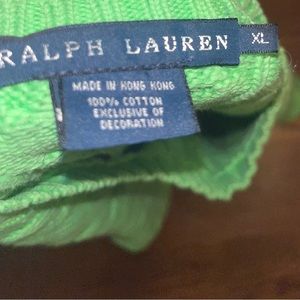 RALPH LAUREN
XL
MADE IN HONG KONG
100% COTTON
EXCLUSIVE OF
DECORATION